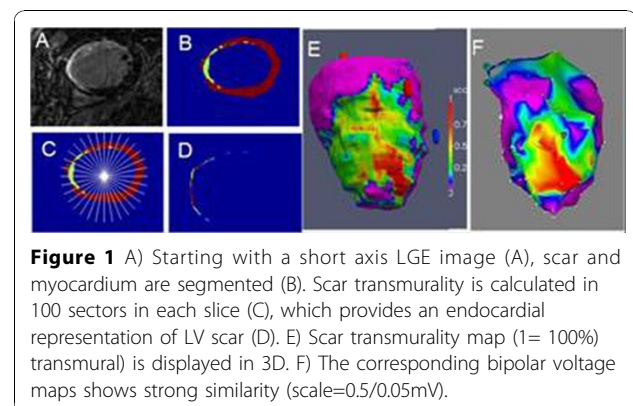 A
B
C
D
E
F
1
0.7
0.5
0.2
Figure 1 A) Starting with a short axis LGE image (A), scar and
myocardium are segmented (B). Scar transmurality is calculated in
100 sectors in each slice (C), which provides an endocardial
representation of LV scar (D). E) Scar transmurality map (1= 100%)
transmural) is displayed in 3D. F) The corresponding bipolar voltage
maps shows strong similarity (scale=0.5/0.05mV).